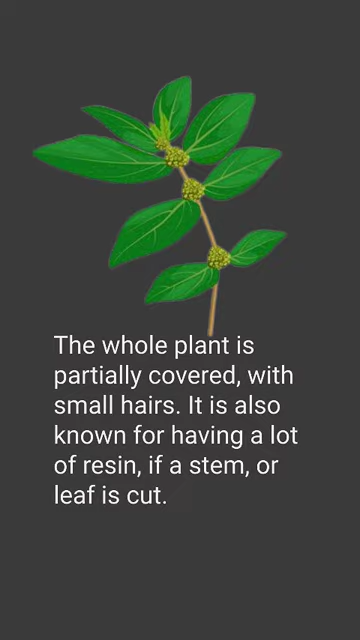 The whole plant is
partially covered, with
small hairs. It is also
known for having a lot
of resin, if a stem, or
leaf is cut.